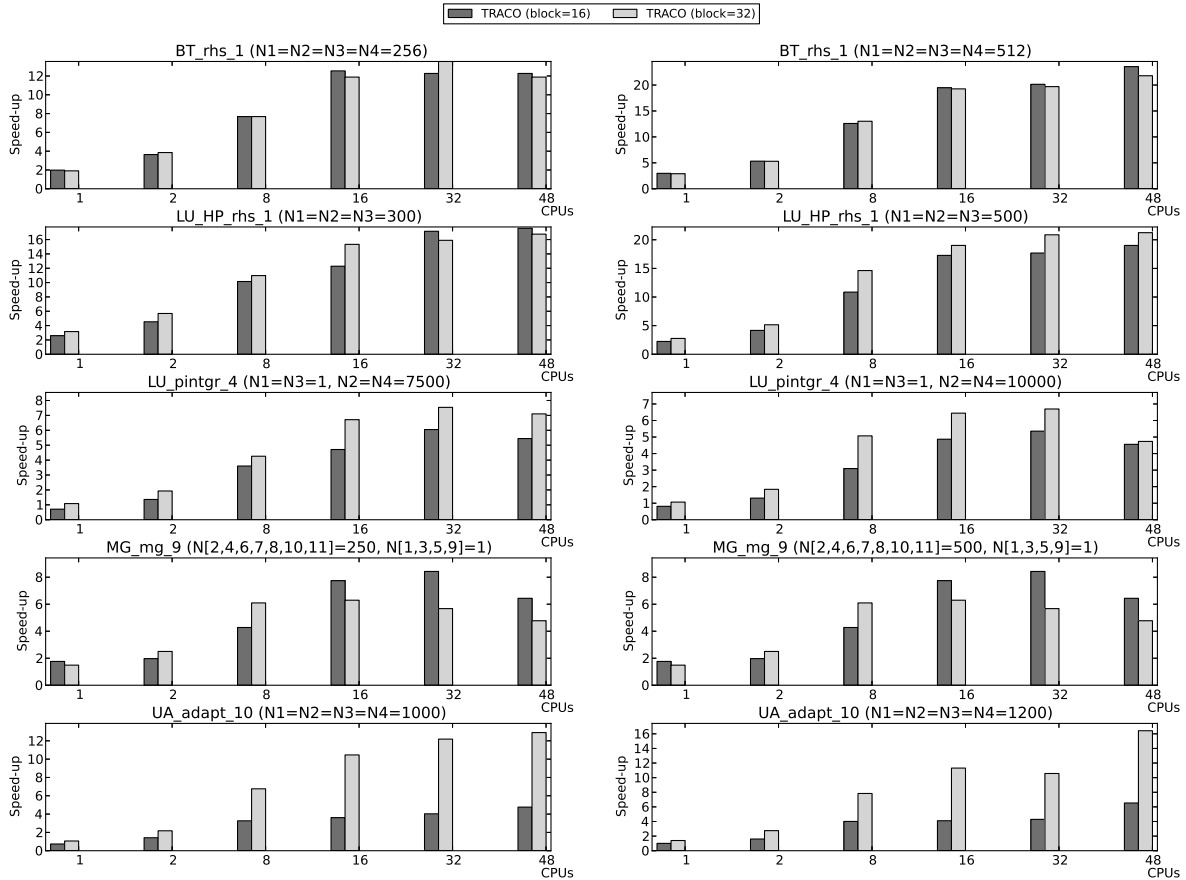 TRACO (block=16) TRACO (block=32)
BT_rhs_1 (N1=N2=N3=N4=256)
Speed-up
12
10
8
6
4
2
0
1 2 8 16 32 48
CPUs
BT_rhs_1 (N1=N2=N3=N4=512)
Speed-up
20
15
10
5
0
1 2 8 16 32 48
CPUs
LU_HP_rhs_1 (N1=N2=N3=300)
Speed-up
16
14
12
10
8
6
4
2
0
1 2 8 16 32 48
CPUs
LU_HP_rhs_1 (N1=N2=N3=500)
Speed-up
20
15
10
5
0
1 2 8 16 32 48
CPUs
LU_pintgr_4 (N1=N3=1, N2=N4=7500)
Speed-up
8
7
6
5
4
3
2
1
0
1 2 8 16 32 48
CPUs
LU_pintgr_4 (N1=N3=1, N2=N4=10000)
Speed-up
7
6
5
4
3
2
1
0
1 2 8 16 32 48
CPUs
MG_mg_9 (N[2,4,6,7,8,10,11]=250, N[1,3,5,9]=1)
Speed-up
8
6
4
2
0
1 2 8 16 32 48
CPUs
MG_mg_9 (N[2,4,6,7,8,10,11]=500, N[1,3,5,9]=1)
Speed-up
8
6
4
2
0
1 2 8 16 32 48
CPUs
UA_adapt_10 (N1=N2=N3=N4=1000)
Speed-up
12
10
8
6
4
2
0
1 2 8 16 32 48
CPUs
UA_adapt_10 (N1=N2=N3=N4=1200)
Speed-up
16
14
12
10
8
6
4
2
0
1 2 8 16 32 48
CPUs